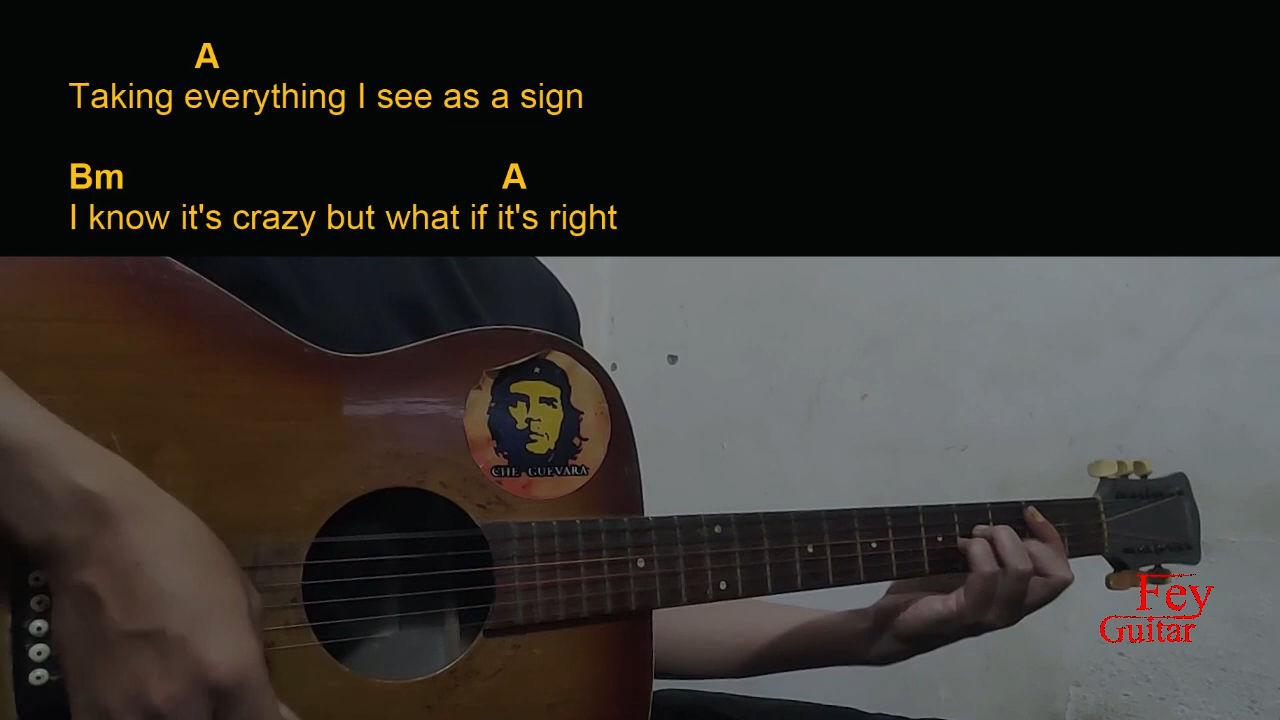 A
Taking everything I see as a sign
Bm A
I know it's crazy but what if it's right
CHE GUEVARA
Fey
Guitar